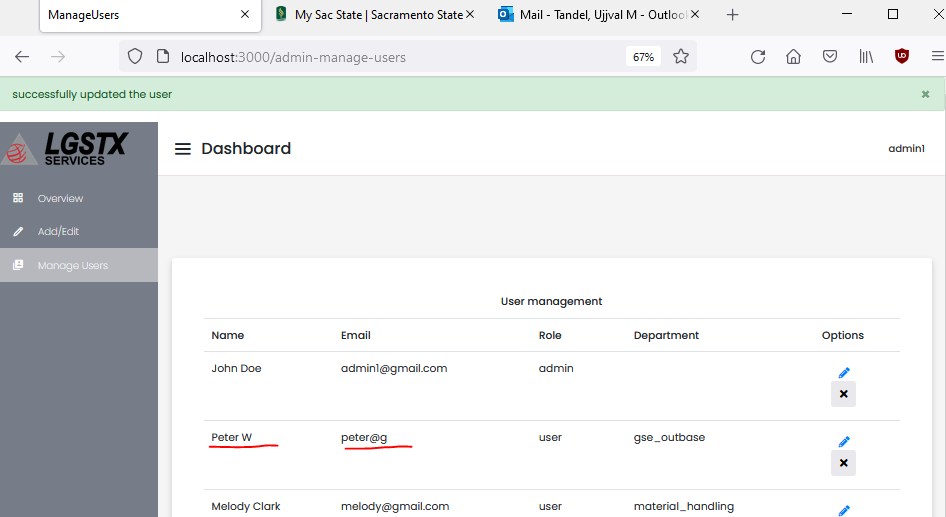 ManageUsers
My Sac State | Sacramento State
Mail - Tandel, Ujjval M - Outloo
localhost:3000/admin-manage-users
67%
successfully updated the user
LGSTX
SERVICES
Dashboard
admin1
Overview
Add/Edit
Manage Users
User management
Name Email Role Department Options
John Doe admin1@gmail.com admin
Peter W peter@g user gse_outbase
Melody Clark melody@gmail.com user material_handling